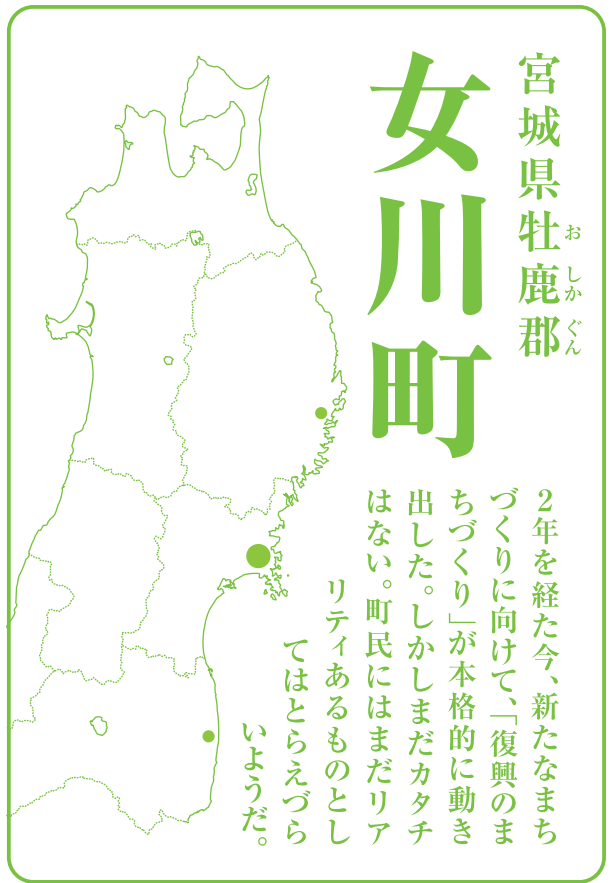 宮城県牡鹿郡
おしかぐん
女川町
２年を経た今、新たなまち
づくりに向けて、「復興のま
ちづくり」が本格的に動き
出した。しかしまだカタチ
はない。町民にはまだリア
リティあるものとし
てはとらえづら
いようだ。